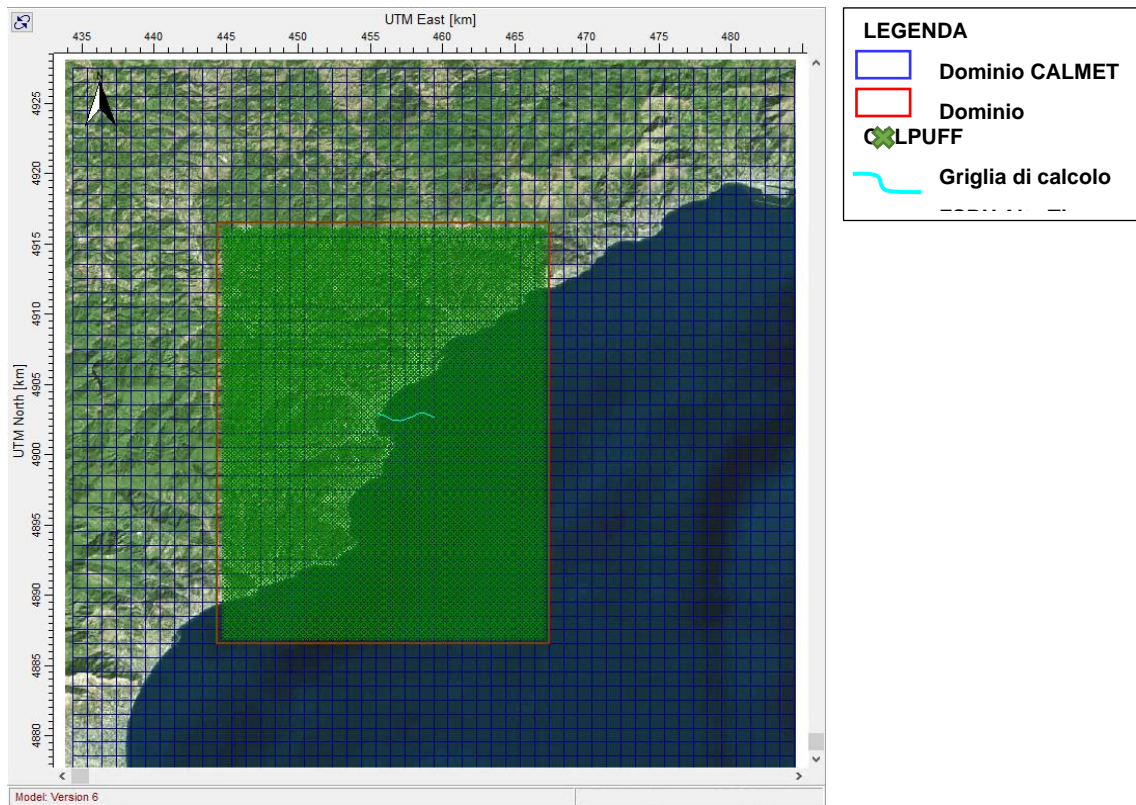 UTM East [km]
435 440 445 450 455 460 465 470 475 480
UTM North [km]
4925
4920
4915
4910
4905
4900
4895
4890
4885
4880
N
Model: Version 6
LEGENDA
Dominio CALMET
Dominio
LPUFF
Griglia di calcolo